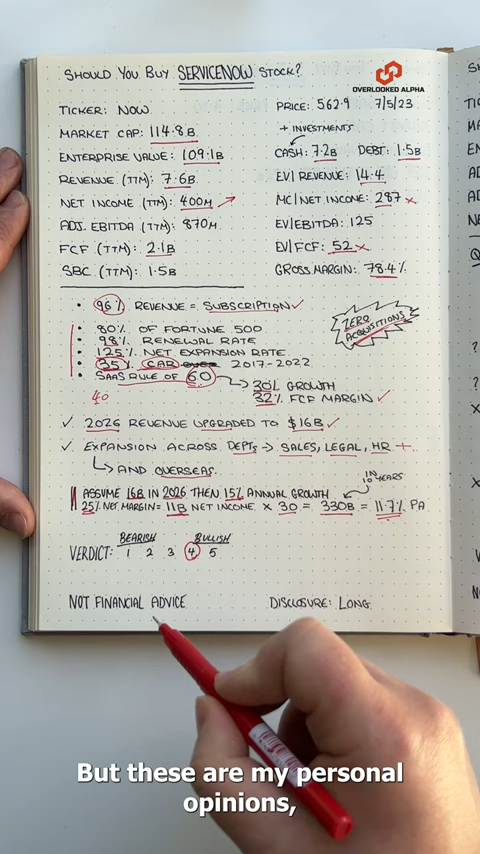 SHOULD YOU BUY SERVICENOW STOCK?
OVERLOOKED ALPHA
TICKER: NOW
PRICE: 562.9 7/5/23
MARKET CAP: 114.8B
+ INVESTMENTS
ENTERPRISE VALUE: 109.1B
CASH: 7.2B DEBT: 1.5B
REVENUE (TTM): 7.6B
EV/REVENUE: 14.4
NET INCOME (TTM): 400M
MC/NET INCOME: 287 x
ADJ. EBITDA (TTM): 870M
EV/EBITDA: 125
FCF (TTM): 2.1B
EV/FCF: 52 x
SBC (TTM): 1.5B
GROSS MARGIN: 78.4%
• 96% REVENUE = SUBSCRIPTION ✓
ZERO ACQUISITIONS
• 80% OF FORTUNE 500
• 98% RENEWAL RATE
• 125% NET EXPANSION RATE
• 35% CAR 2017-2022
• SAAS RULE OF 60 → 30% GROWTH
40
32% FCF MARGIN ✓
✓ 2026 REVENUE UPGRADED TO $16B ✓
✓ EXPANSION ACROSS DEPTS → SALES, LEGAL, HR +
↳ AND OVERSEAS.
IN 10 YEARS
ASSUME 16B IN 2026 THEN 15% ANNUAL GROWTH
25% NET MARGIN = 11B NET INCOME x 30 = 330B = 11.7% PA
BEARISH BULLISH
VERDICT: 1 2 3 4 5
NOT FINANCIAL ADVICE
DISCLOSURE: LONG
But these are my personal
opinions,